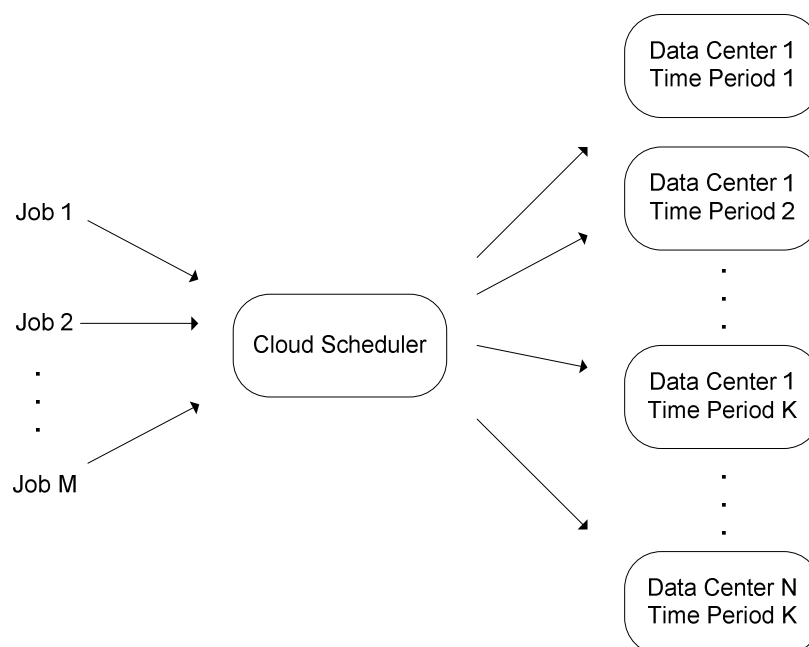 Job 1
Job 2
Job M
Cloud Scheduler
Data Center 1
Time Period 1
Data Center 1
Time Period 2
Data Center 1
Time Period K
Data Center N
Time Period K